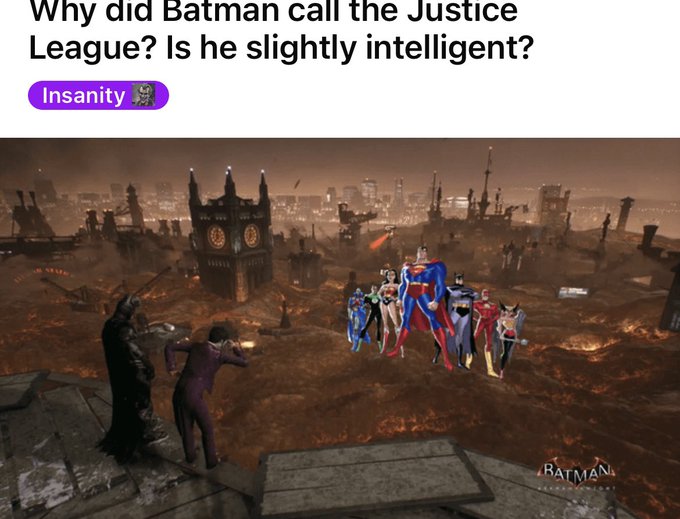 Why did Batman call the Justice
League? Is he slightly intelligent?
Insanity
BATMAN